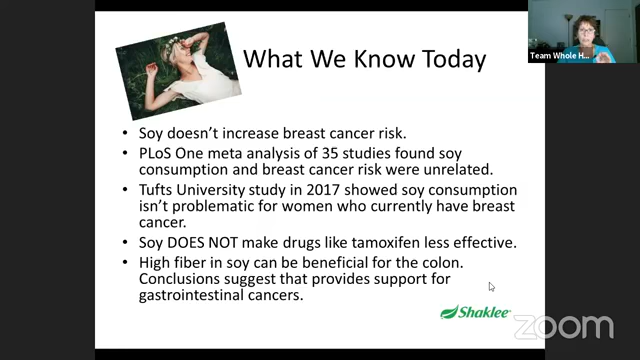 What We Know Today
Team Whole H...
• Soy doesn't increase breast cancer risk.
• PLoS One meta analysis of 35 studies found soy
consumption and breast cancer risk were unrelated.
• Tufts University study in 2017 showed soy consumption
isn't problematic for women who currently have breast
cancer.
• Soy DOES NOT make drugs like tamoxifen less effective.
• High fiber in soy can be beneficial for the colon.
Conclusions suggest that provides support for
gastrointestinal cancers.
Shaklee
zoom